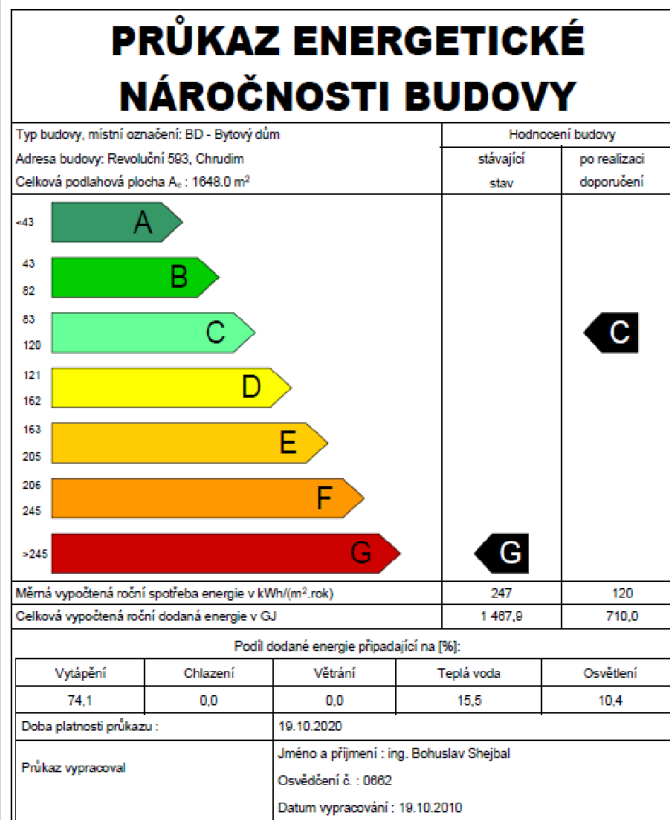 PRŮKAZ ENERGETICKÉ
NÁROČNOSTI BUDOVY
Typ budovy, místní označení: BD - Bytový dům
Adresa budovy: Revoluční 593, Chrudim
Celková podlahová plocha Ac : 1648.0 m²
Hodnocení budovy
stávající
stav
po realizaci
doporučení
<43
A
43
82
B
83
120
C
C
121
162
D
163
205
E
206
245
F
>245
G
G
Měrná vypočtená roční spotřeba energie v kWh/(m².rok) 247 120
Celková vypočtená roční dodaná energie v GJ 1 467,9 710,0
Podíl dodané energie připadající na [%]:
Vytápění Chlazení Větrání Teplá voda Osvětlení
74,1 0,0 0,0 15,5 10,4
Doba platnosti průkazu : 19.10.2020
Průkaz vypracoval
Jméno a příjmení : ing. Bohuslav Shejbal
Osvědčení č. : 0662
Datum vypracování : 19.10.2010